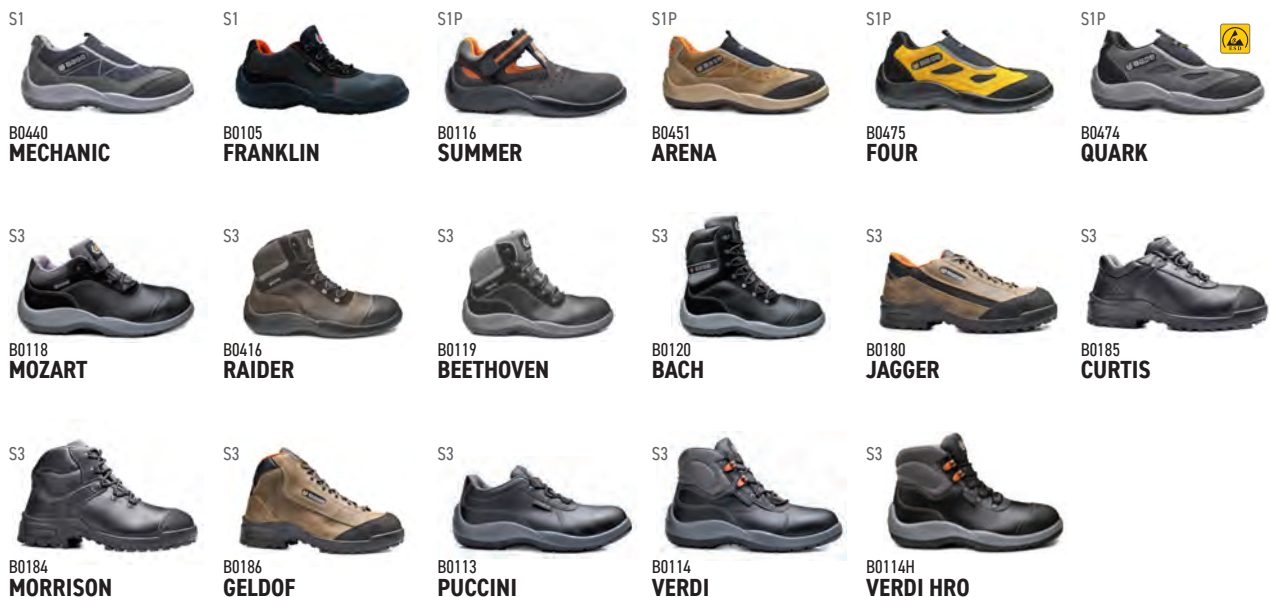 S1
B0440
MECHANIC
S1
B0105
FRANKLIN
S1P
B0116
SUMMER
S1P
B0451
ARENA
S1P
B0475
FOUR
S1P
ESD
B0474
QUARK
S3
B0118
MOZART
S3
B0416
RAIDER
S3
B0119
BEETHOVEN
S3
B0120
BACH
S3
B0180
JAGGER
S3
B0185
CURTIS
S3
B0184
MORRISON
S3
B0186
GELDOF
S3
B0113
PUCCINI
S3
B0114
VERDI
S3
B0114H
VERDI HRO